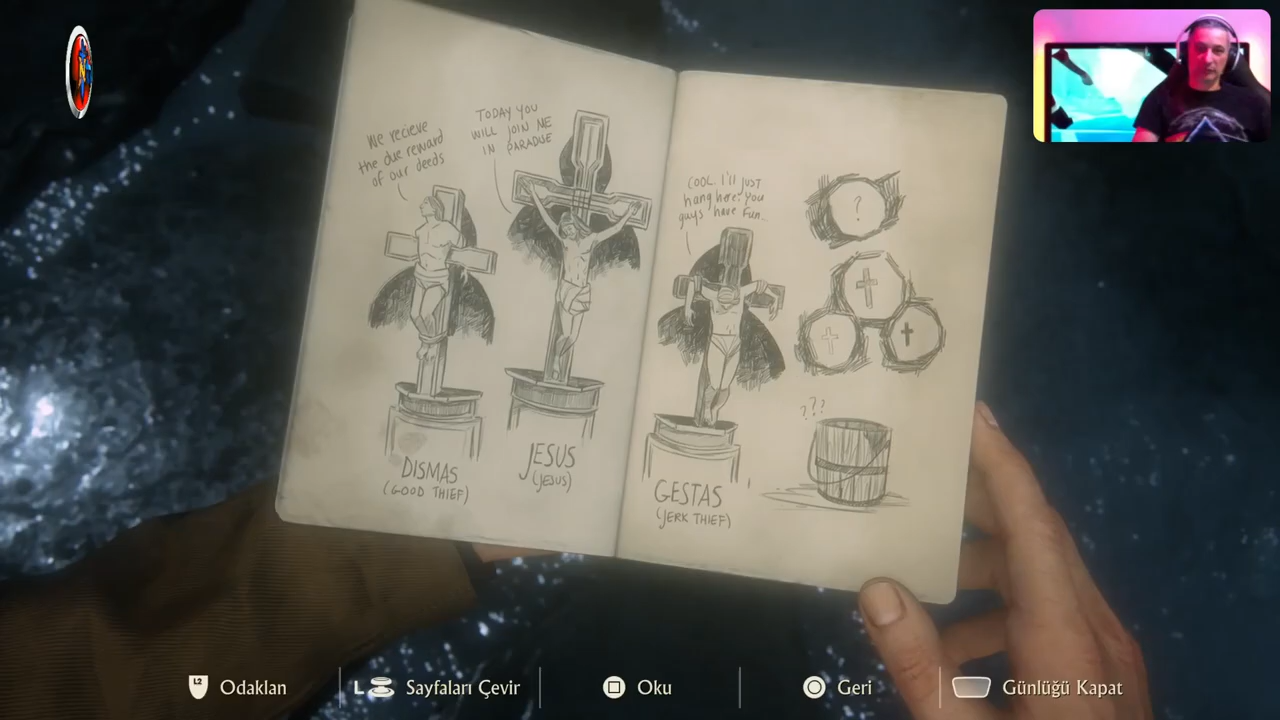 We recieve
the due reward
of our deeds
TODAY YOU
WILL JOIN ME
IN PARADISE
COOL. I'll JUST
hang here. You
guys have fun.
?
???
DISMAS
(GOOD THIEF)
JESUS
(JESUS)
GESTAS
(JERK THIEF)
L2 Odaklan
L Sayfaları Çevir
Oku
Geri
Günlüğü Kapat